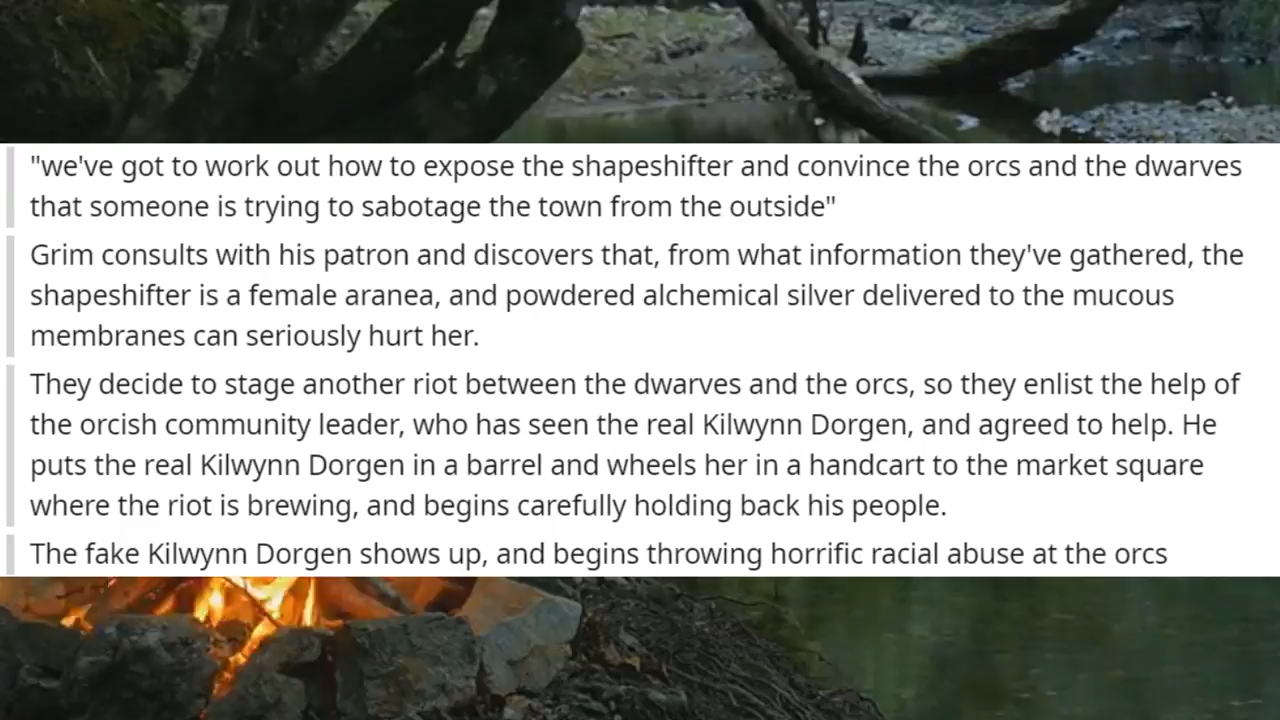 "we've got to work out how to expose the shapeshifter and convince the orcs and the dwarves
that someone is trying to sabotage the town from the outside"
Grim consults with his patron and discovers that, from what information they've gathered, the
shapeshifter is a female aranea, and powdered alchemical silver delivered to the mucous
membranes can seriously hurt her.
They decide to stage another riot between the dwarves and the orcs, so they enlist the help of
the orcish community leader, who has seen the real Kilwynn Dorgen, and agreed to help. He
puts the real Kilwynn Dorgen in a barrel and wheels her in a handcart to the market square
where the riot is brewing, and begins carefully holding back his people.
The fake Kilwynn Dorgen shows up, and begins throwing horrific racial abuse at the orcs